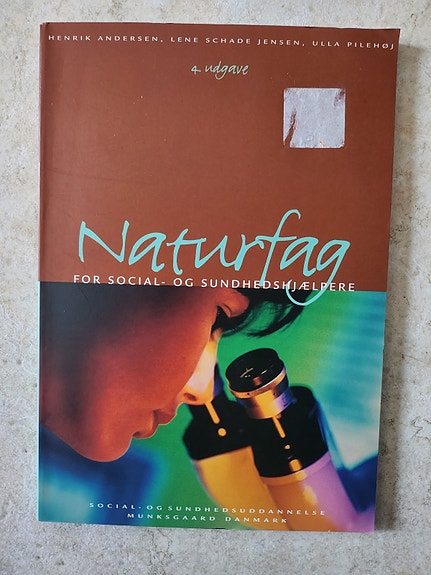 HENRIK ANDERSEN, LENE SCHADE JENSEN, ULLA PILEHØJ
4. udgave
Naturfag
FOR SOCIAL- OG SUNDHEDSHJÆLPERE
SOCIAL- OG SUNDHEDSUDDANNELSE
MUNKSGAARD DANMARK